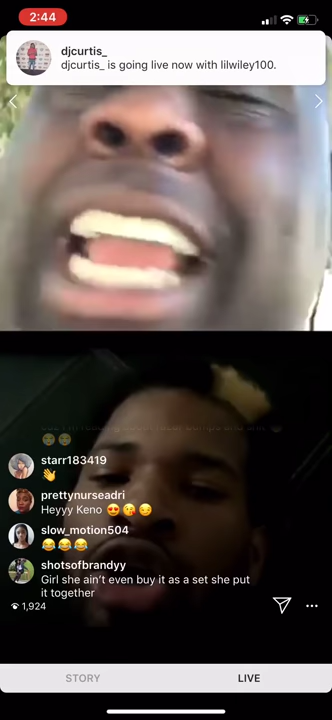 2:44
djcurtis_
djcurtis_ is going live now with lilwiley100.
starr183419
👋
prettynurseadri
Heyyy Keno 😍😘😏
slow_motion504
😂😂😂
shotsofbrandyy
Girl she ain't even buy it as a set she put
it together
1,924
STORY
LIVE